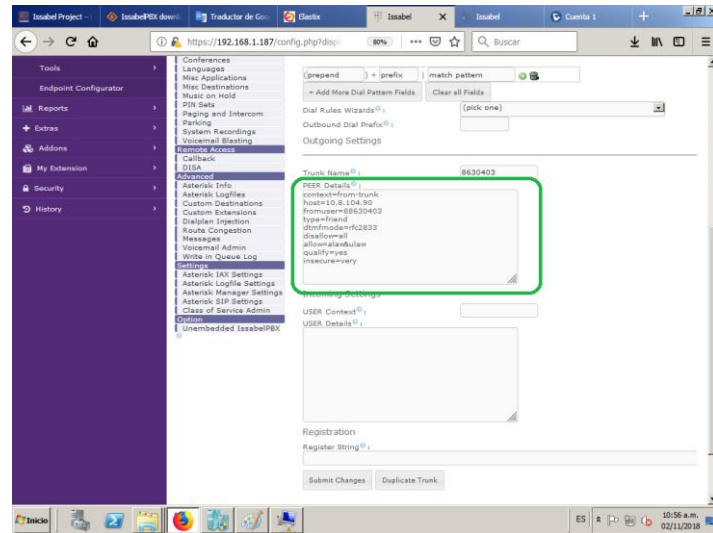 Issabel Project -
IssabelPBX downl
Traductor de Goo
Elastix
Issabel
Issabel
Cuenta 1
https://192.168.1.187/config.php?displ
80%
Buscar
Tools
Endpoint Configurator
Reports
Extras
Addons
My Extension
Security
History
Conferences
Languages
Misc Applications
Misc Destinations
Music on Hold
PIN Sets
Paging and Intercom
Parking
System Recordings
Voicemail Blasting
Remote Access
Callback
DISA
Advanced
Asterisk Info
Asterisk Logfiles
Custom Destinations
Custom Extensions
Dialplan Injection
Route Congestion
Messages
Voicemail Admin
Write in Queue Log
Settings
Asterisk IAX Settings
Asterisk Logfile Settings
Asterisk Manager Settings
Asterisk SIP Settings
Class of Service Admin
Option
Unembedded IssabelPBX
(prepend ) + prefix | match pattern
+ Add More Dial Pattern Fields Clear all Fields
Dial Rules Wizards: (pick one)
Outbound Dial Prefix:
Outgoing Settings
Trunk Name: 8630403
PEER Details:
context=from-trunk
host=10.8.104.90
fromuser=88630403
type=friend
dtmfmode=rfc2833
disallow=all
allow=alaw&ulaw
qualify=yes
insecure=very
Incoming Settings
USER Context:
USER Details:
Registration
Register String:
Submit Changes Duplicate Trunk
Inicio
ES
10:56 a.m.
02/11/2018